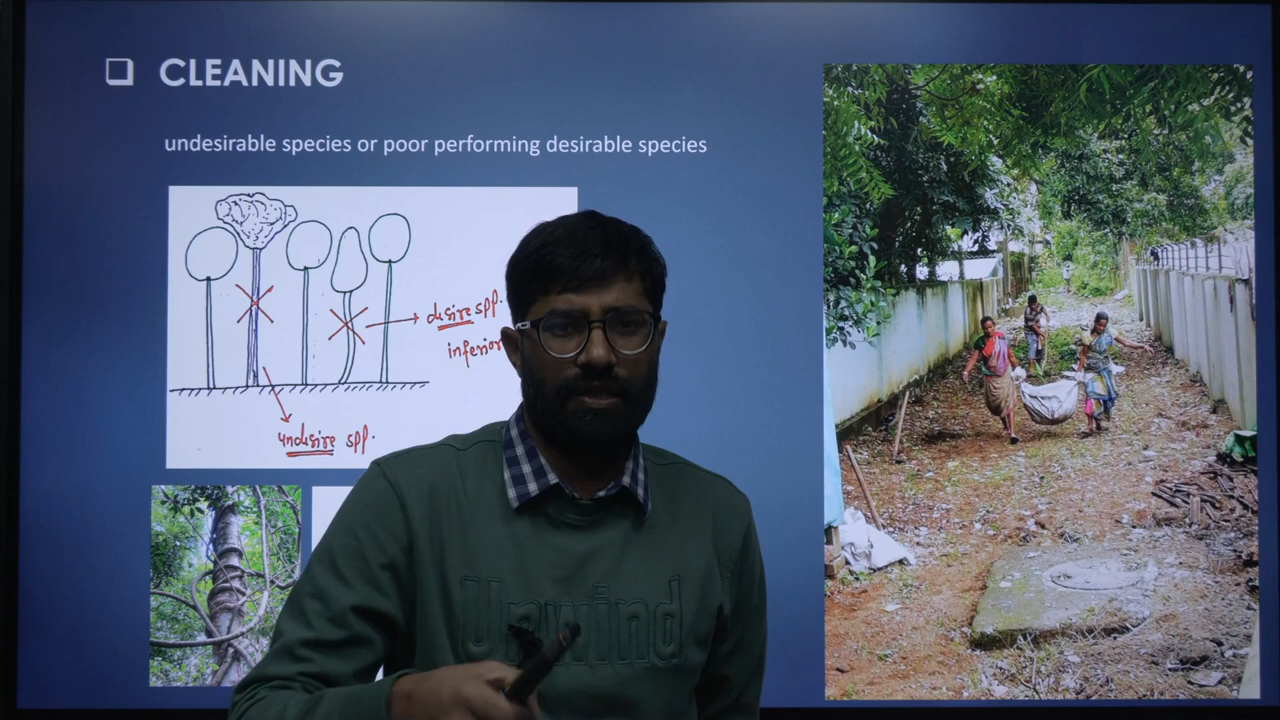 CLEANING
undesirable species or poor performing desirable species
desire spp.
inferior
undesire spp.
Unwind